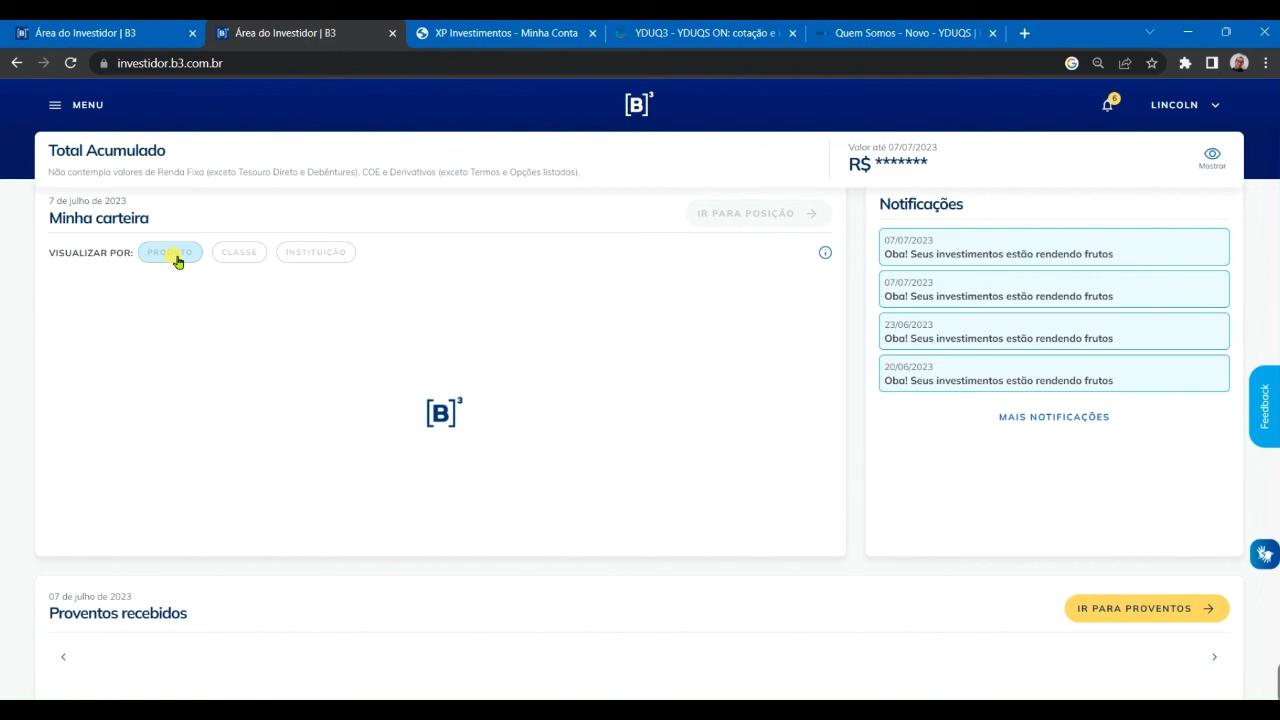 Área do Investidor | B3
Área do Investidor | B3
XP Investimentos - Minha Conta
YDUQ3 - YDUQS ON: cotação e
Quem Somos - Novo - YDUQS |
investidor.b3.com.br
MENU
[B]³
6
LINCOLN
Total Acumulado
Não contempla valores de Renda Fixa (exceto Tesouro Direto e Debêntures), COE e Derivativos (exceto Termos e Opções listadas).
Valor até 07/07/2023
R$ *******
Mostrar
7 de julho de 2023
Minha carteira
IR PARA POSIÇÃO
VISUALIZAR POR:
PRODUTO
CLASSE
INSTITUIÇÃO
[B]³
Notificações
07/07/2023
Oba! Seus investimentos estão rendendo frutos
07/07/2023
Oba! Seus investimentos estão rendendo frutos
23/06/2023
Oba! Seus investimentos estão rendendo frutos
20/06/2023
Oba! Seus investimentos estão rendendo frutos
MAIS NOTIFICAÇÕES
Feedback
07 de julho de 2023
Proventos recebidos
IR PARA PROVENTOS